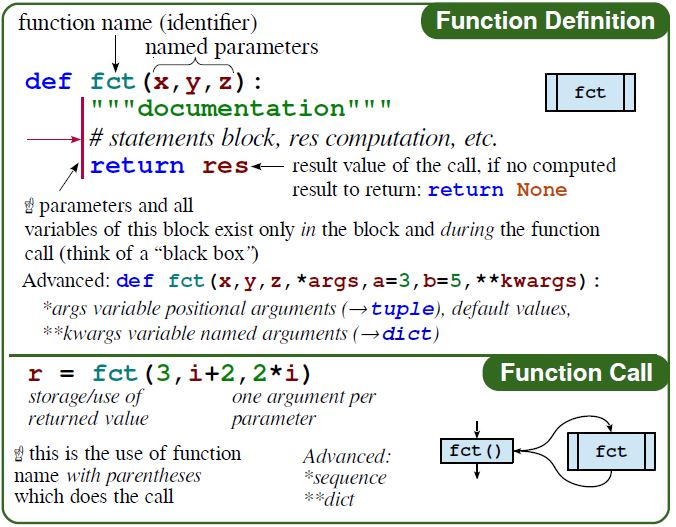 Function Definition
function name (identifier)
named parameters
def fct(x,y,z):
"""documentation"""
# statements block, res computation, etc.
return res
result value of the call, if no computed
result to return: return None
fct
☝ parameters and all
variables of this block exist only in the block and during the function
call (think of a “black box”)
Advanced: def fct(x,y,z,*args,a=3,b=5,**kwargs):
*args variable positional arguments (→tuple), default values,
**kwargs variable named arguments (→dict)
Function Call
r = fct(3,i+2,2*i)
storage/use of
returned value
one argument per
parameter
☝ this is the use of function
name with parentheses
which does the call
Advanced:
*sequence
**dict
fct()
fct